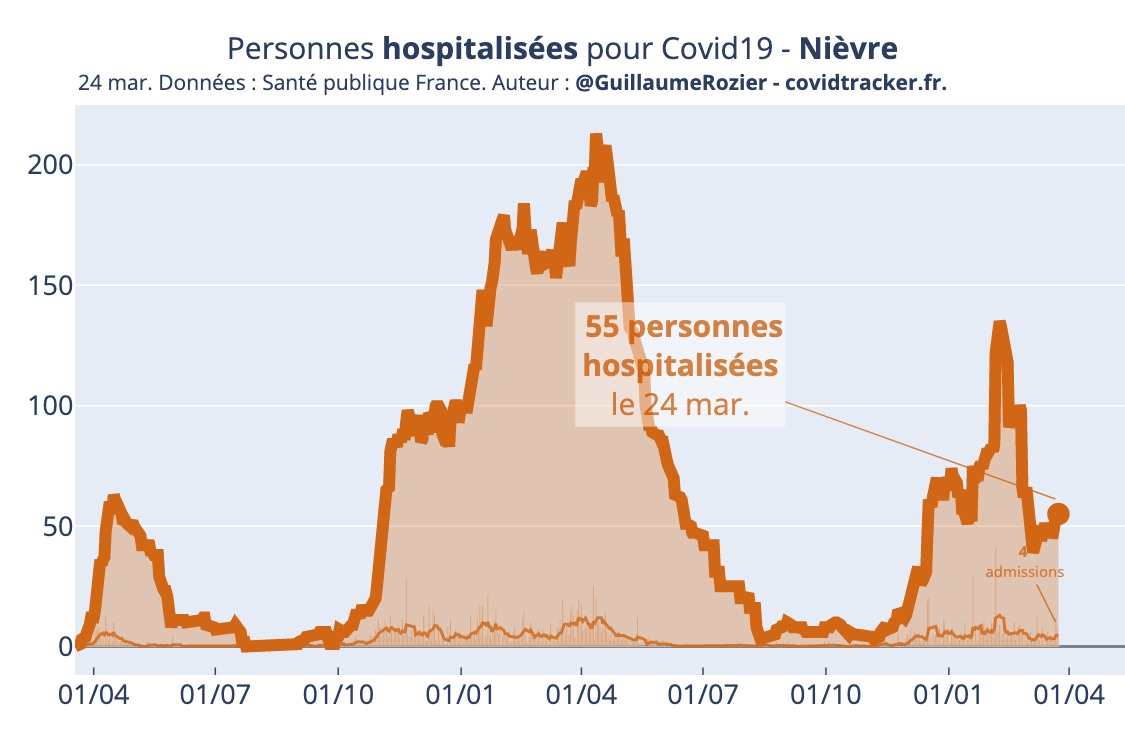 Personnes hospitalisées pour Covid19 - Nièvre
24 mar. Données : Santé publique France. Auteur : @GuillaumeRozier - covidtracker.fr.
200
150
100
50
0
55 personnes
hospitalisées
le 24 mar.
4
admissions
01/04 01/07 01/10 01/01 01/04 01/07 01/10 01/01 01/04